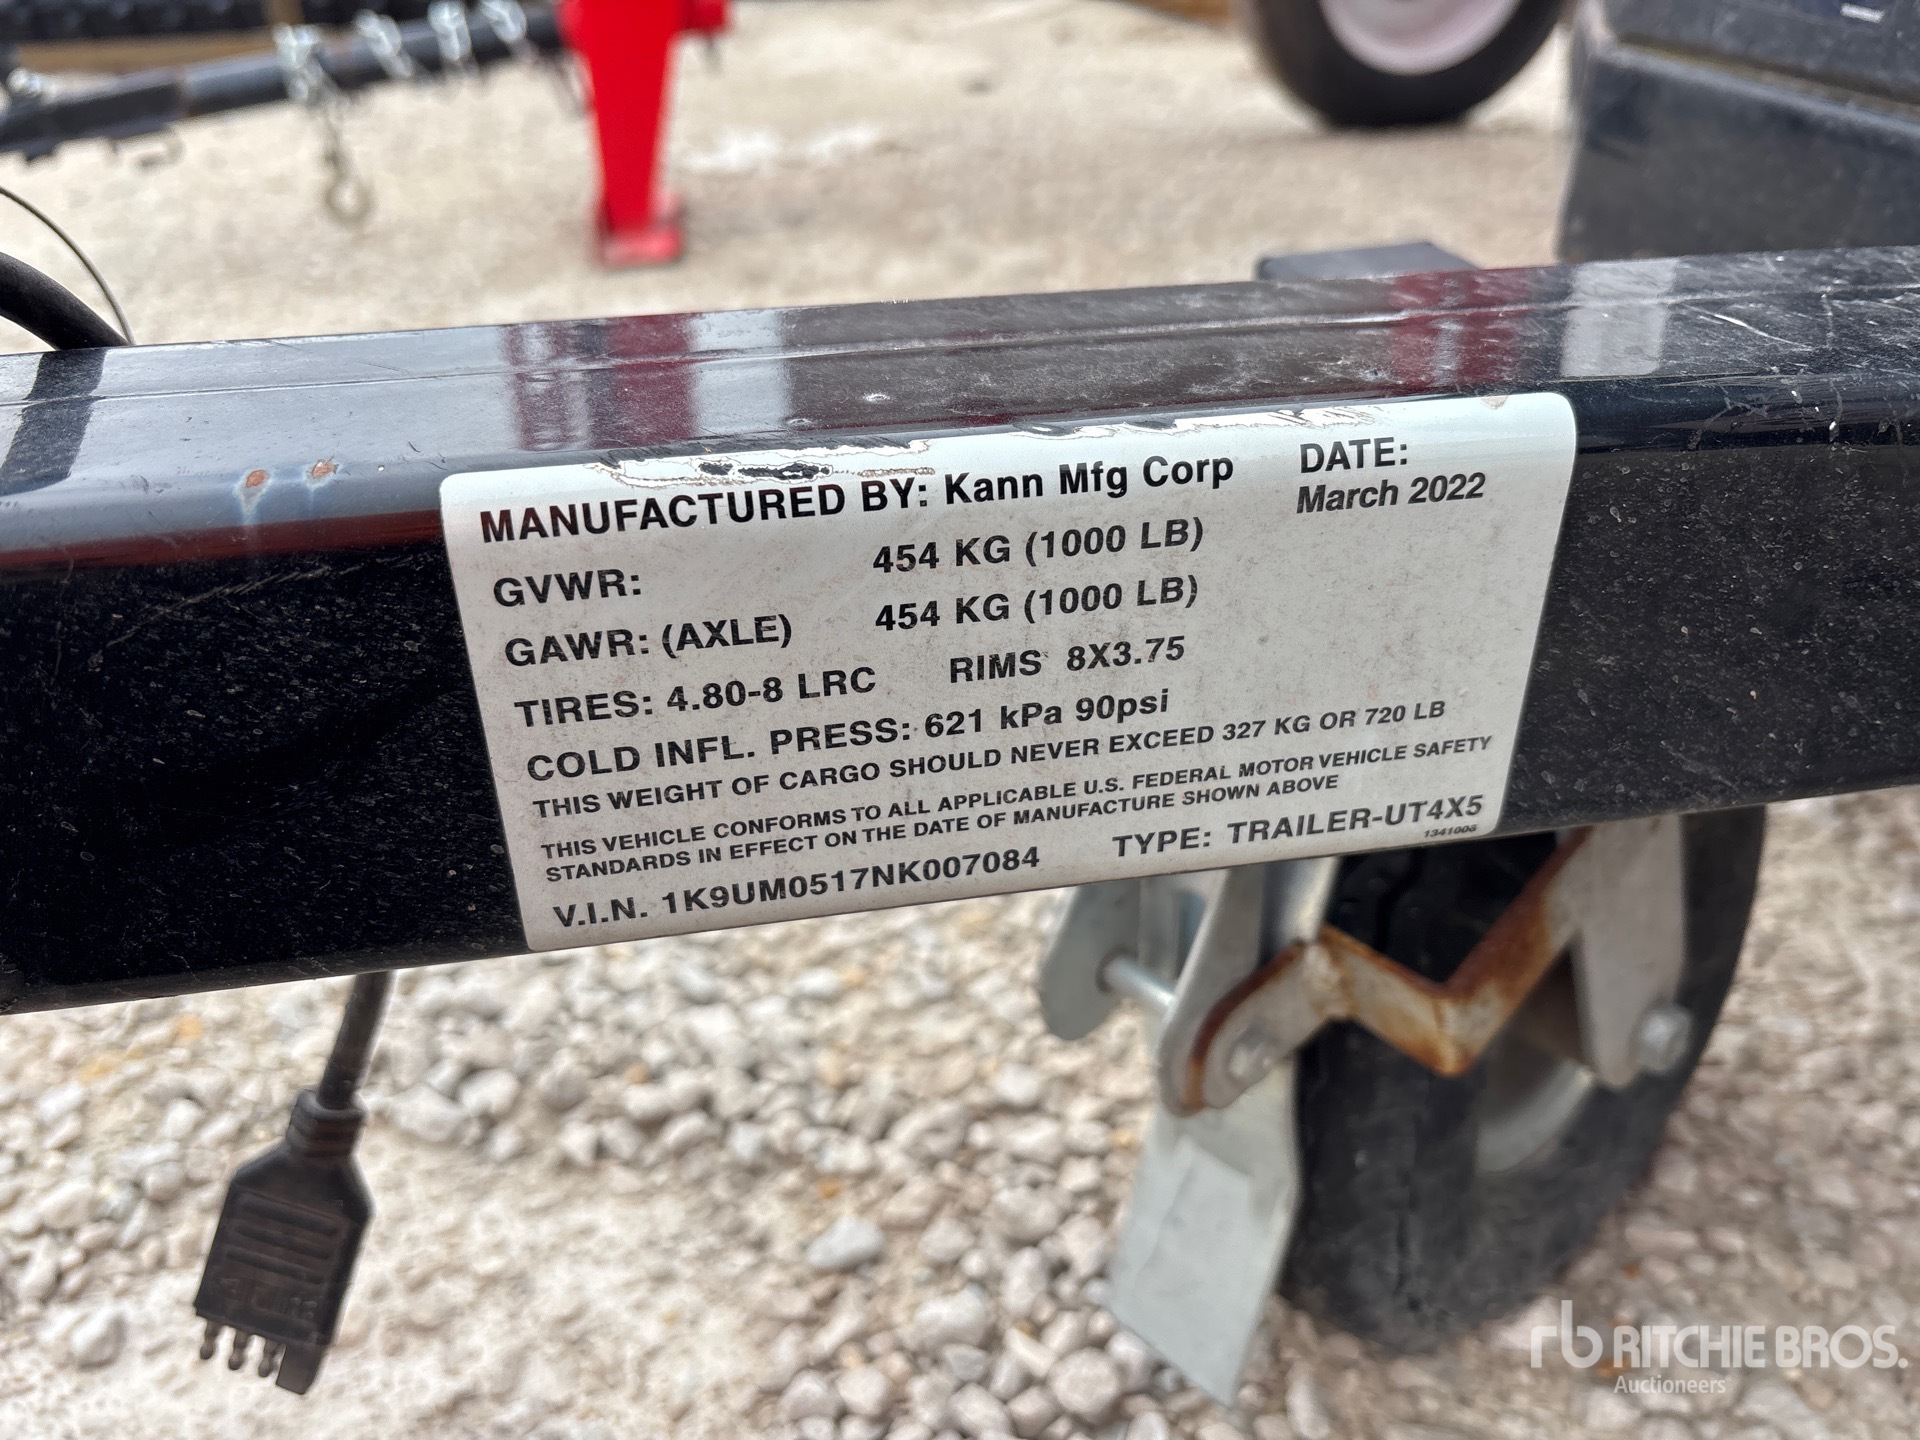 MANUFACTURED BY: Kann Mfg Corp DATE:
March 2022
GVWR: 454 KG (1000 LB)
GAWR: (AXLE) 454 KG (1000 LB)
TIRES: 4.80-8 LRC RIMS 8X3.75
COLD INFL. PRESS: 621 kPa 90psi
THIS WEIGHT OF CARGO SHOULD NEVER EXCEED 327 KG OR 720 LB
THIS VEHICLE CONFORMS TO ALL APPLICABLE U.S. FEDERAL MOTOR VEHICLE SAFETY
STANDARDS IN EFFECT ON THE DATE OF MANUFACTURE SHOWN ABOVE
V.I.N. 1K9UM0517NK007084 TYPE: TRAILER-UT4X5
rb RITCHIE BROS.
Auctioneers